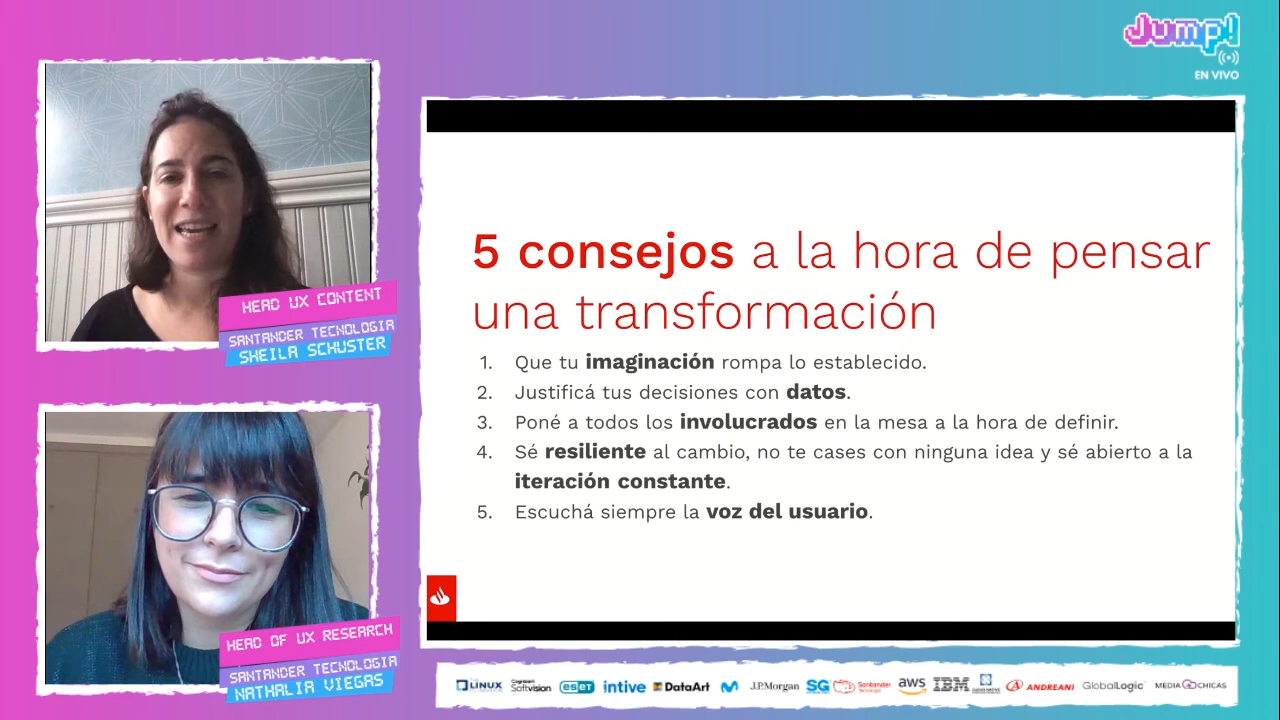 Jump!
EN VIVO
HEAD UX CONTENT
SANTANDER TECNOLOGIA
SHEILA SCHUSTER
5 consejos a la hora de pensar
una transformación
1. Que tu imaginación rompa lo establecido.
2. Justificá tus decisiones con datos.
3. Poné a todos los involucrados en la mesa a la hora de definir.
4. Sé resiliente al cambio, no te cases con ninguna idea y sé abierto a la
iteración constante.
5. Escuchá siempre la voz del usuario.
HEAD OF UX RESEARCH
SANTANDER TECNOLOGIA
NATHALIA VIEGAS
LINUX Cognizant Softvision eseT intive DataArt J.P.Morgan SG Santander Tecnología aws IBM ANDREANI GlobalLogic MEDIA CHICAS